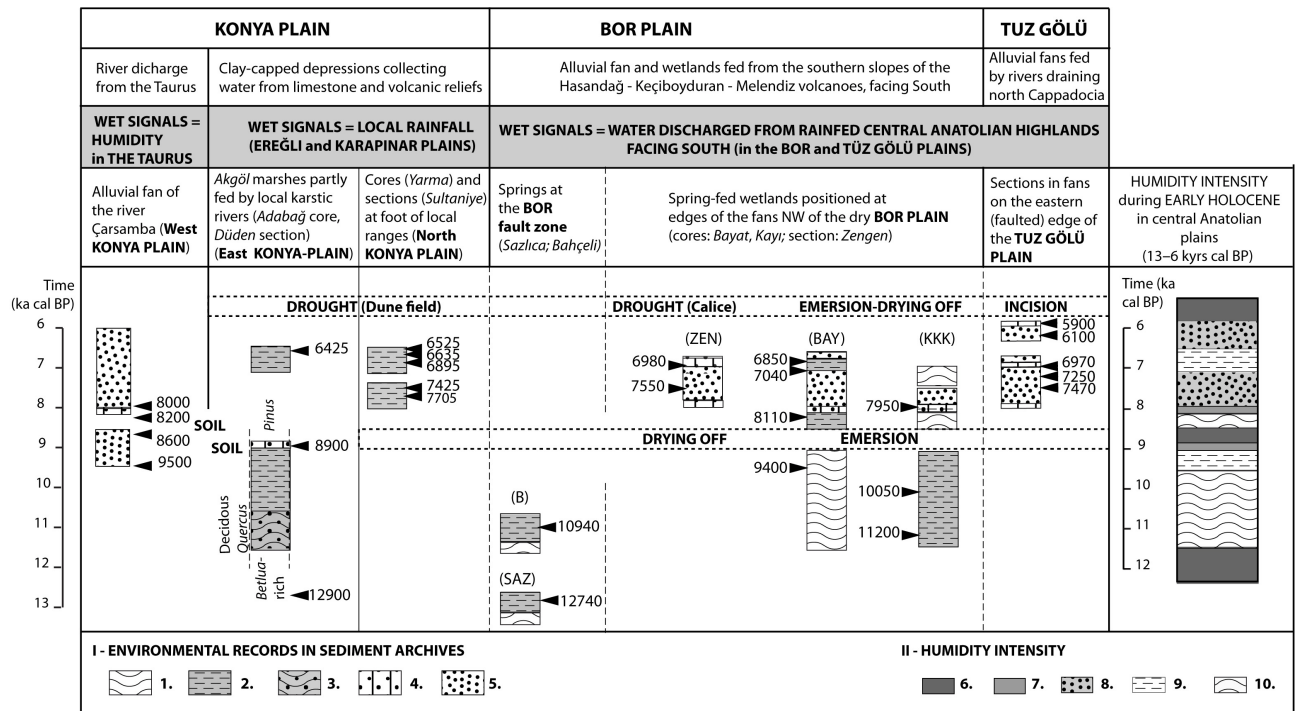 KONYA PLAIN
BOR PLAIN
TUZ GÖLÜ
River dicharge
from the Taurus
Clay-capped depressions collecting
water from limestone and volcanic reliefs
Alluvial fan and wetlands fed from the southern slopes of the
Hasandağ - Keçiboyduran - Melendiz volcanoes, facing South
Alluvial fans fed
by rivers draining
north Cappadocia
WET SIGNALS =
HUMIDITY
in THE TAURUS
WET SIGNALS = LOCAL RAINFALL
(EREĞLI and KARAPINAR PLAINS)
WET SIGNALS = WATER DISCHARGED FROM RAINFED CENTRAL ANATOLIAN HIGHLANDS
FACING SOUTH (in the BOR and TÜZ GÖLÜ PLAINS)
Alluvial fan of
the river
Çarsamba (West
KONYA PLAIN)
Akgöl marshes partly
fed by local karstic
rivers (Adabağ core,
Düden section)
(East KONYA-PLAIN)
Cores (Yarma) and
sections (Sultaniye)
at foot of local
ranges (North
KONYA PLAIN)
Springs at
the BOR
fault zone
(Sazlıca; Bahçeli)
Spring-fed wetlands positioned at
edges of the fans NW of the dry BOR PLAIN
(cores: Bayat, Kayı; section: Zengen)
Sections in fans
on the eastern
(faulted) edge of
the TUZ GÖLÜ
PLAIN
HUMIDITY INTENSITY
during EARLY HOLOCENE
in central Anatolian
plains
(13–6 kyrs cal BP)
Time
(ka cal BP)
6
7
8
9
10
11
12
13
8000
8200
8600
9500
SOIL
SOIL
DROUGHT (Dune field)
6425
Pinus
8900
Decidous
Quercus
Betlua-
rich
12900
6525
6635
6895
7425
7705
(B)
10940
(SAZ)
12740
DROUGHT (Calice)
EMERSION-DRYING OFF
INCISION
(ZEN)
6980
7550
(BAY)
6850
7040
8110
(KKK)
7950
DRYING OFF
EMERSION
9400
10050
11200
5900
6100
6970
7250
7470
Time (ka
cal BP)
6
7
8
9
10
11
12
I - ENVIRONMENTAL RECORDS IN SEDIMENT ARCHIVES
1.
2.
3.
4.
5.
II - HUMIDITY INTENSITY
6.
7.
8.
9.
10.